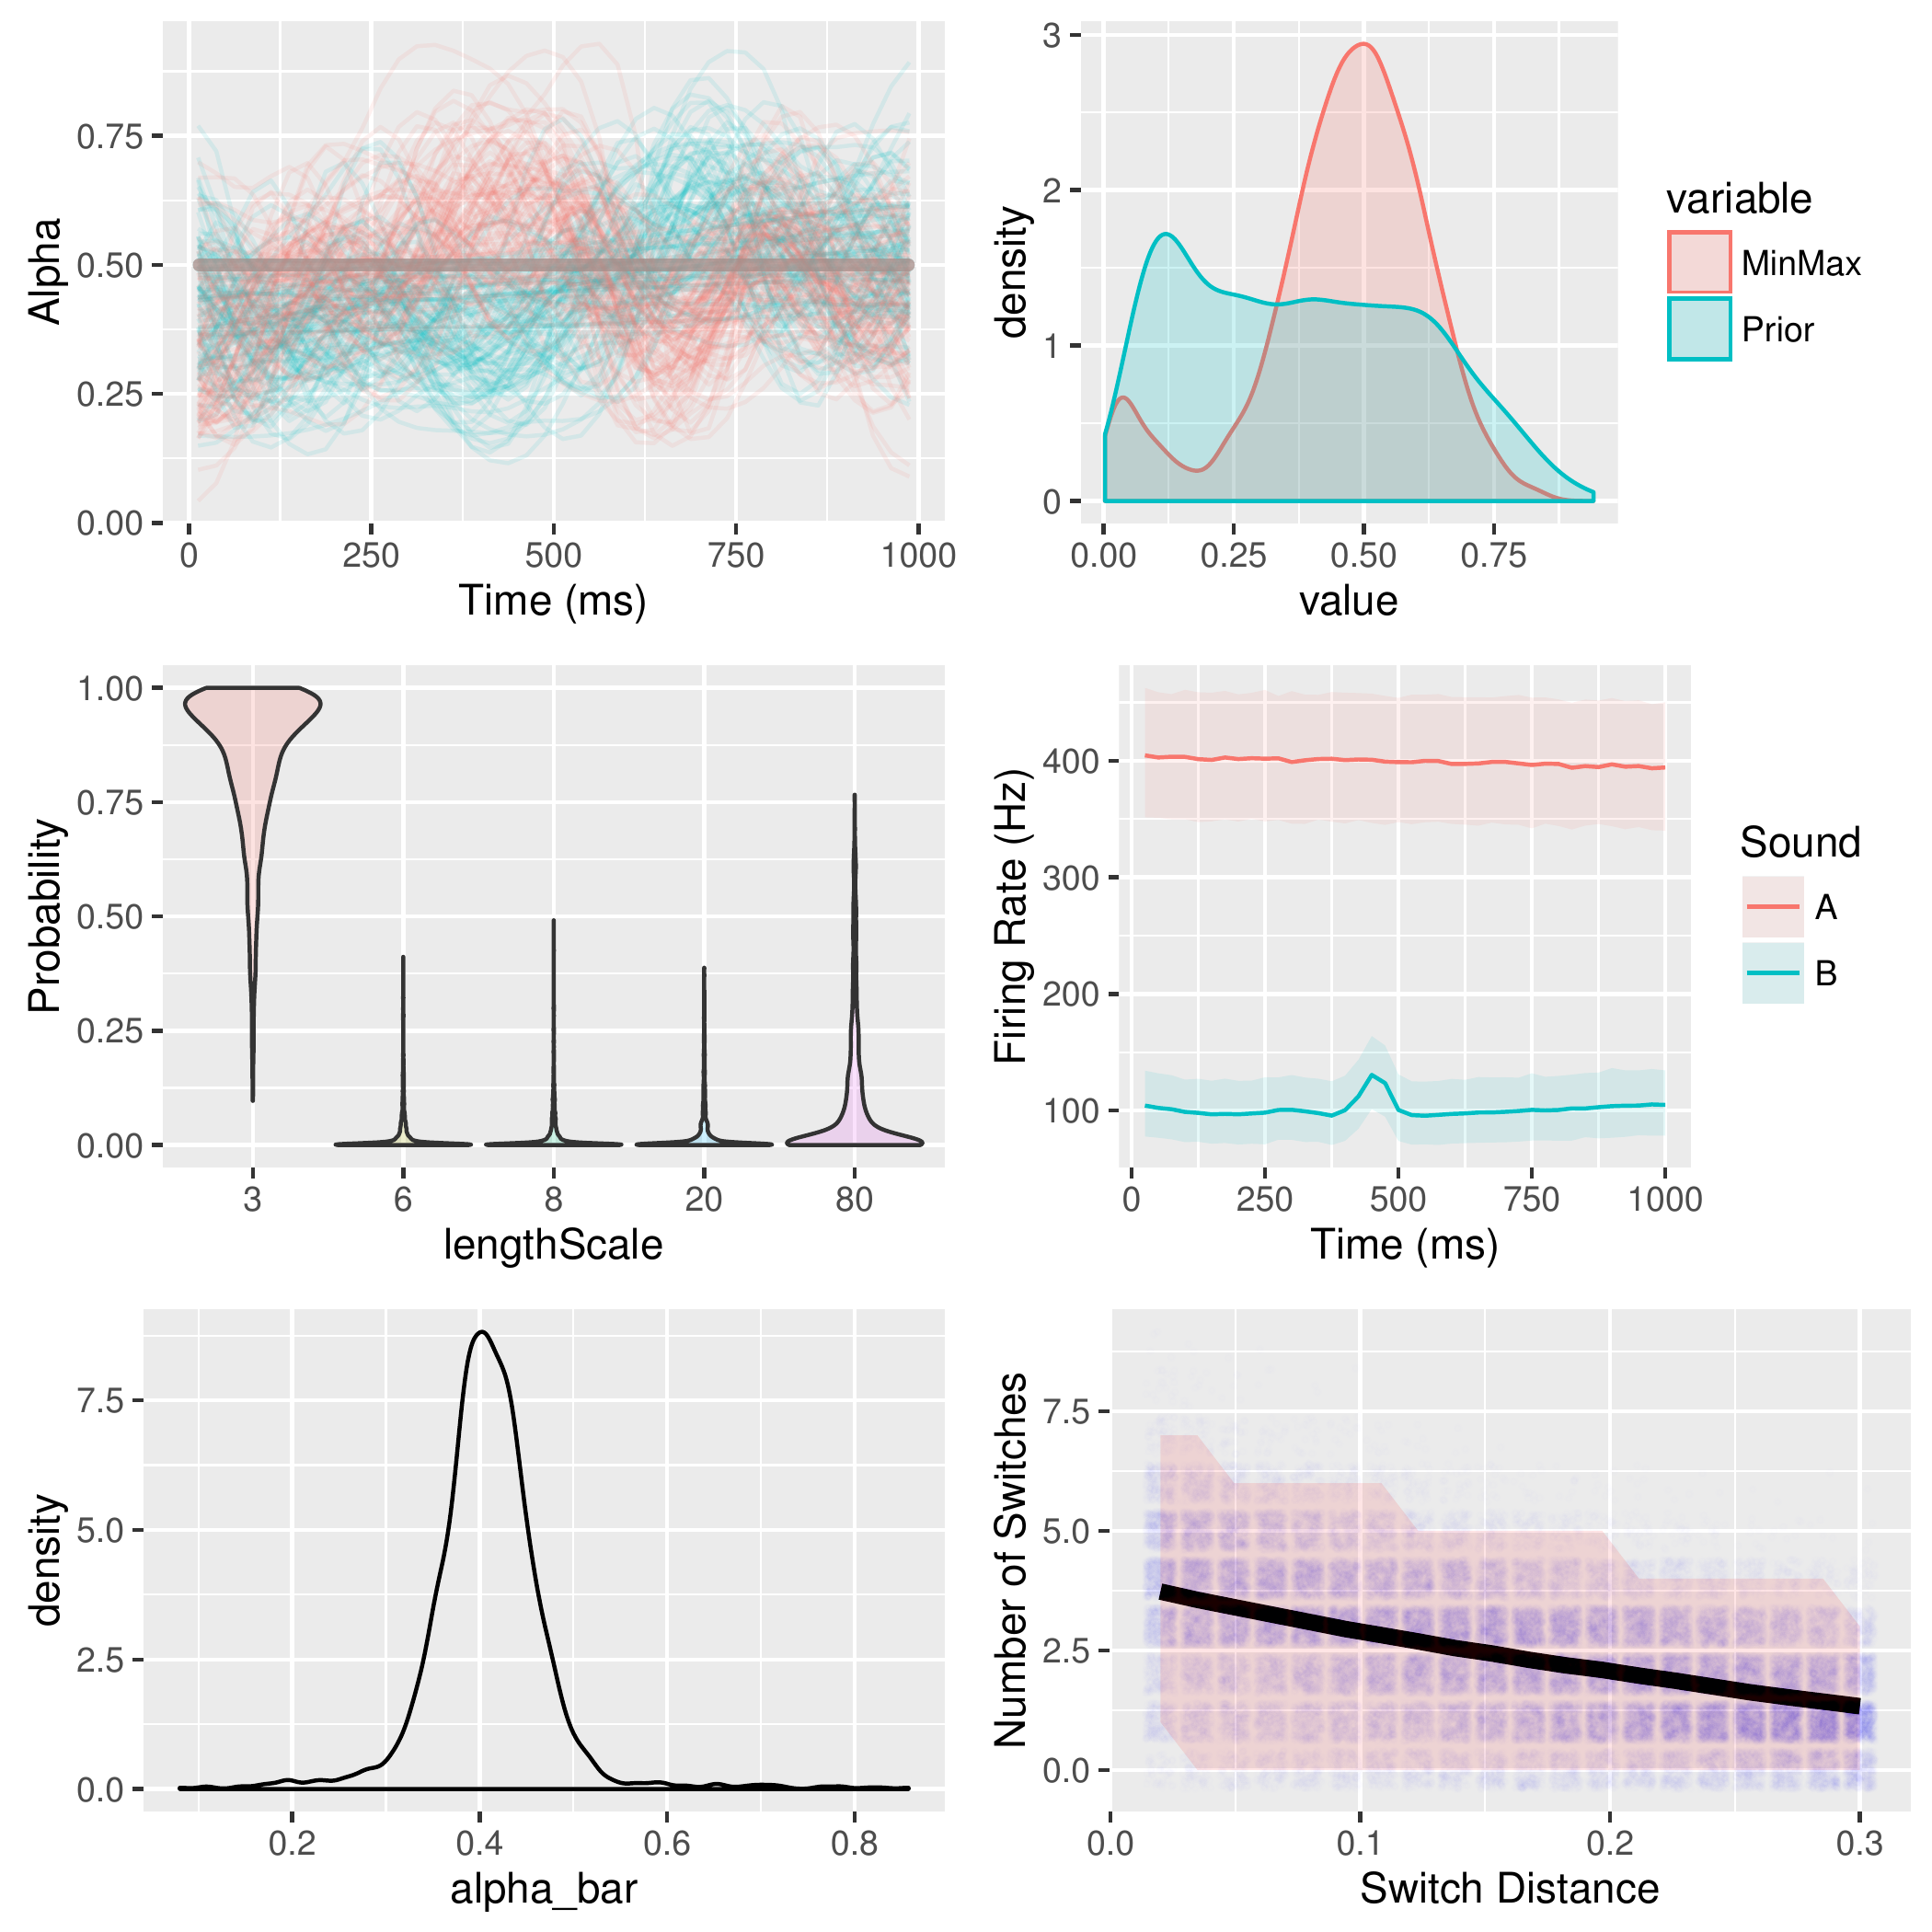 Alpha
0.75
0.50
0.25
0.00
0 250 500 750 1000
Time (ms)
density
3
2
1
0
0.00 0.25 0.50 0.75
value
variable
MinMax
Prior
Probability
1.00
0.75
0.50
0.25
0.00
3 6 8 20 80
lengthScale
Firing Rate (Hz)
400
300
200
100
0 250 500 750 1000
Time (ms)
Sound
A
B
density
7.5
5.0
2.5
0.0
0.2 0.4 0.6 0.8
alpha_bar
Number of Switches
7.5
5.0
2.5
0.0
0.0 0.1 0.2 0.3
Switch Distance